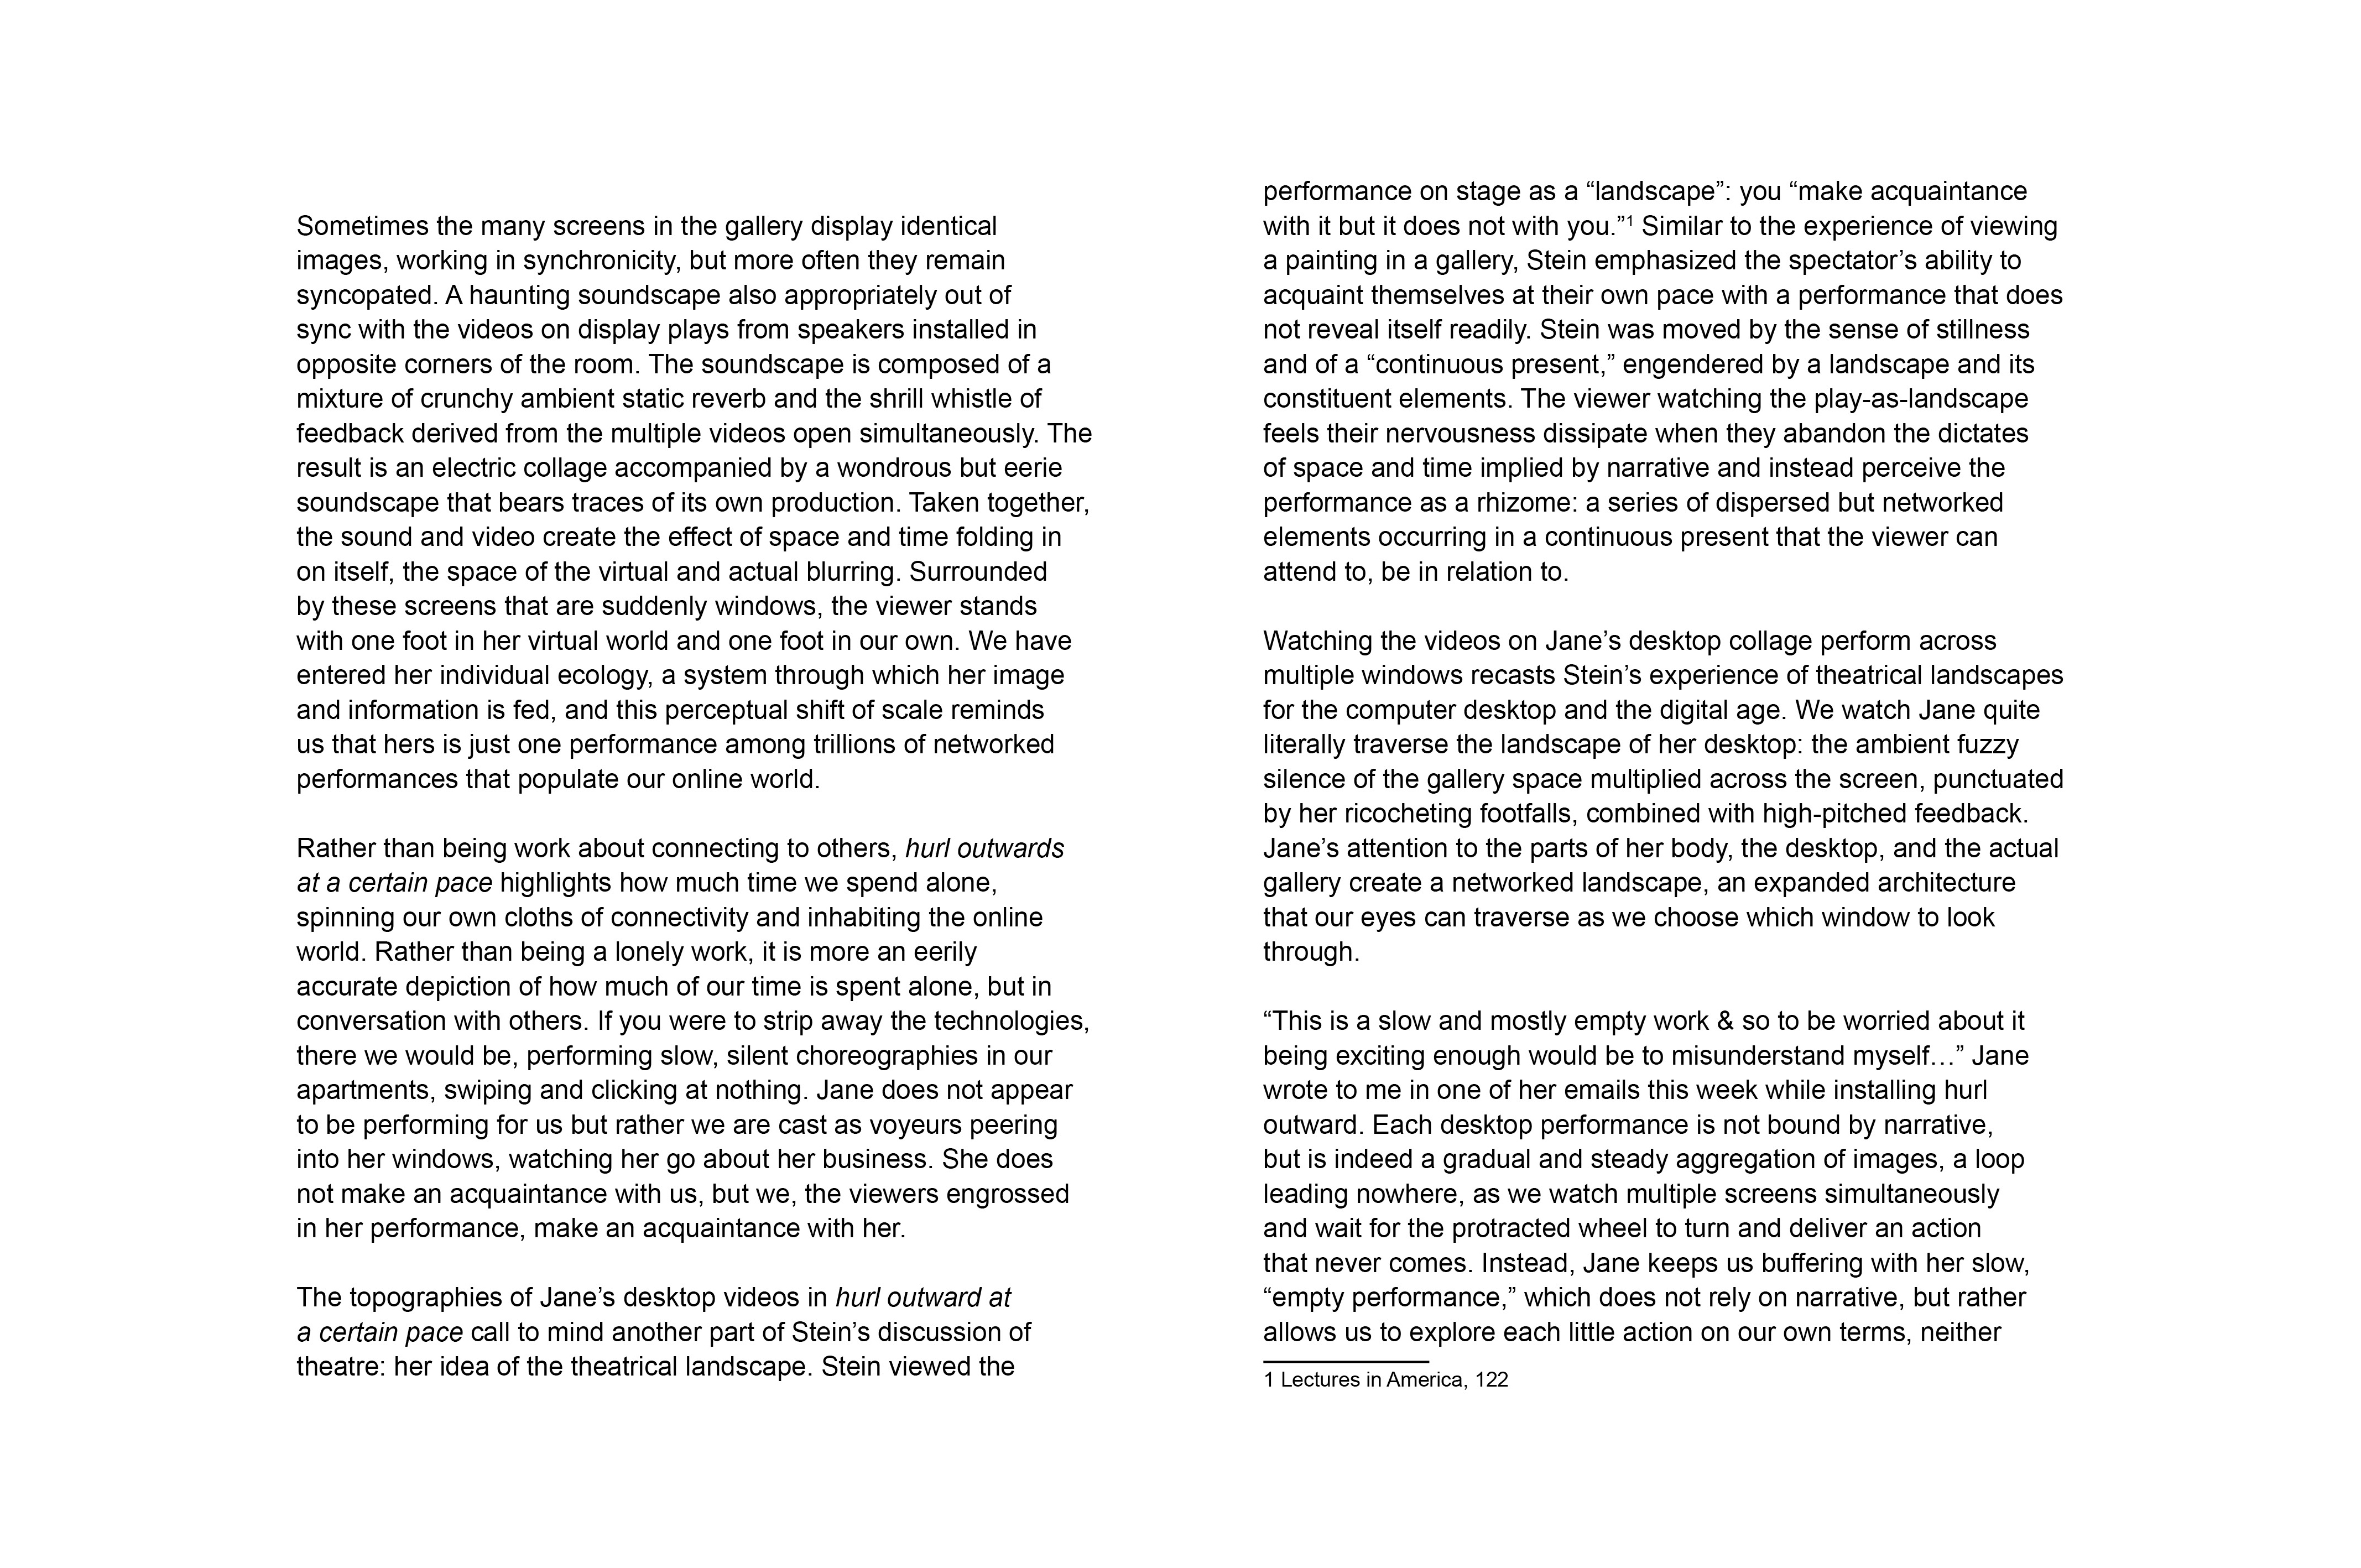 Sometimes the many screens in the gallery display identical
images, working in synchronicity, but more often they remain
syncopated. A haunting soundscape also appropriately out of
sync with the videos on display plays from speakers installed in
opposite corners of the room. The soundscape is composed of a
mixture of crunchy ambient static reverb and the shrill whistle of
feedback derived from the multiple videos open simultaneously. The
result is an electric collage accompanied by a wondrous but eerie
soundscape that bears traces of its own production. Taken together,
the sound and video create the effect of space and time folding in
on itself, the space of the virtual and actual blurring. Surrounded
by these screens that are suddenly windows, the viewer stands
with one foot in her virtual world and one foot in our own. We have
entered her individual ecology, a system through which her image
and information is fed, and this perceptual shift of scale reminds
us that hers is just one performance among trillions of networked
performances that populate our online world.
Rather than being work about connecting to others, hurl outwards
at a certain pace highlights how much time we spend alone,
spinning our own cloths of connectivity and inhabiting the online
world. Rather than being a lonely work, it is more an eerily
accurate depiction of how much of our time is spent alone, but in
conversation with others. If you were to strip away the technologies,
there we would be, performing slow, silent choreographies in our
apartments, swiping and clicking at nothing. Jane does not appear
to be performing for us but rather we are cast as voyeurs peering
into her windows, watching her go about her business. She does
not make an acquaintance with us, but we, the viewers engrossed
in her performance, make an acquaintance with her.
The topographies of Jane’s desktop videos in hurl outward at
a certain pace call to mind another part of Stein’s discussion of
theatre: her idea of the theatrical landscape. Stein viewed the
performance on stage as a “landscape”: you “make acquaintance
with it but it does not with you.”1 Similar to the experience of viewing
a painting in a gallery, Stein emphasized the spectator’s ability to
acquaint themselves at their own pace with a performance that does
not reveal itself readily. Stein was moved by the sense of stillness
and of a “continuous present,” engendered by a landscape and its
constituent elements. The viewer watching the play-as-landscape
feels their nervousness dissipate when they abandon the dictates
of space and time implied by narrative and instead perceive the
performance as a rhizome: a series of dispersed but networked
elements occurring in a continuous present that the viewer can
attend to, be in relation to.
Watching the videos on Jane’s desktop collage perform across
multiple windows recasts Stein’s experience of theatrical landscapes
for the computer desktop and the digital age. We watch Jane quite
literally traverse the landscape of her desktop: the ambient fuzzy
silence of the gallery space multiplied across the screen, punctuated
by her ricocheting footfalls, combined with high-pitched feedback.
Jane’s attention to the parts of her body, the desktop, and the actual
gallery create a networked landscape, an expanded architecture
that our eyes can traverse as we choose which window to look
through.
“This is a slow and mostly empty work & so to be worried about it
being exciting enough would be to misunderstand myself…” Jane
wrote to me in one of her emails this week while installing hurl
outward. Each desktop performance is not bound by narrative,
but is indeed a gradual and steady aggregation of images, a loop
leading nowhere, as we watch multiple screens simultaneously
and wait for the protracted wheel to turn and deliver an action
that never comes. Instead, Jane keeps us buffering with her slow,
“empty performance,” which does not rely on narrative, but rather
allows us to explore each little action on our own terms, neither
1 Lectures in America, 122